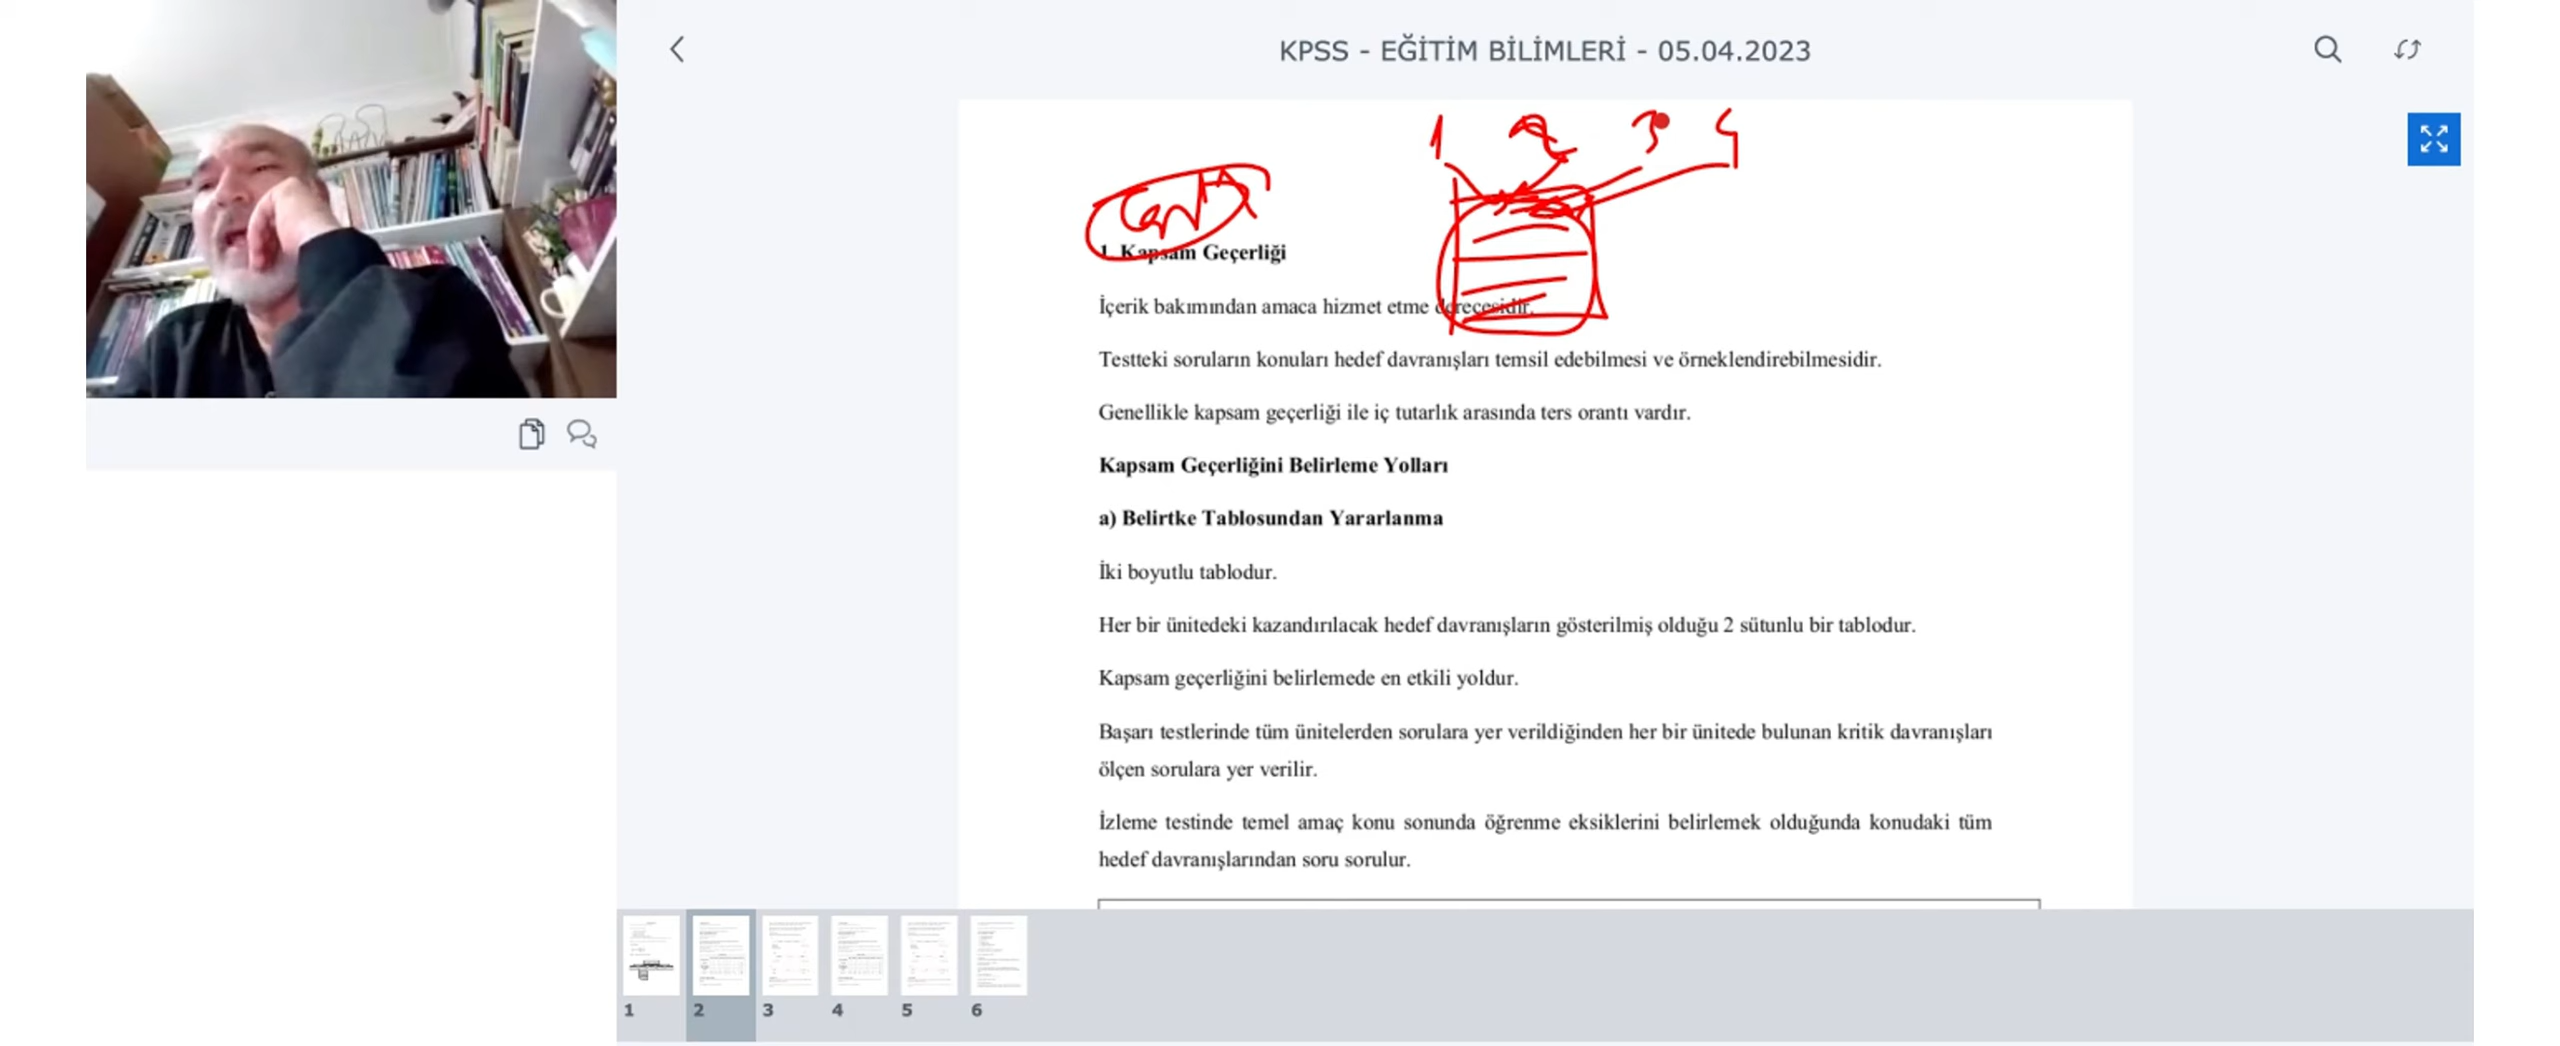 KPSS - EĞİTİM BİLİMLERİ - 05.04.2023
1 2 3 4
1. Kapsam Geçerliği
İçerik bakımından amaca hizmet etme derecesidir.
Testteki soruların konuları hedef davranışları temsil edebilmesi ve örneklendirebilmesidir.
Genellikle kapsam geçerliği ile iç tutarlık arasında ters orantı vardır.
Kapsam Geçerliğini Belirleme Yolları
a) Belirtke Tablosundan Yararlanma
İki boyutlu tablodur.
Her bir ünitedeki kazandırılacak hedef davranışların gösterilmiş olduğu 2 sütunlu bir tablodur.
Kapsam geçerliğini belirlemede en etkili yoldur.
Başarı testlerinde tüm ünitelerden sorulara yer verildiğinden her bir ünitede bulunan kritik davranışları
ölçen sorulara yer verilir.
İzleme testinde temel amaç konu sonunda öğrenme eksiklerini belirlemek olduğunda konudaki tüm
hedef davranışlarından soru sorulur.
1 2 3 4 5 6